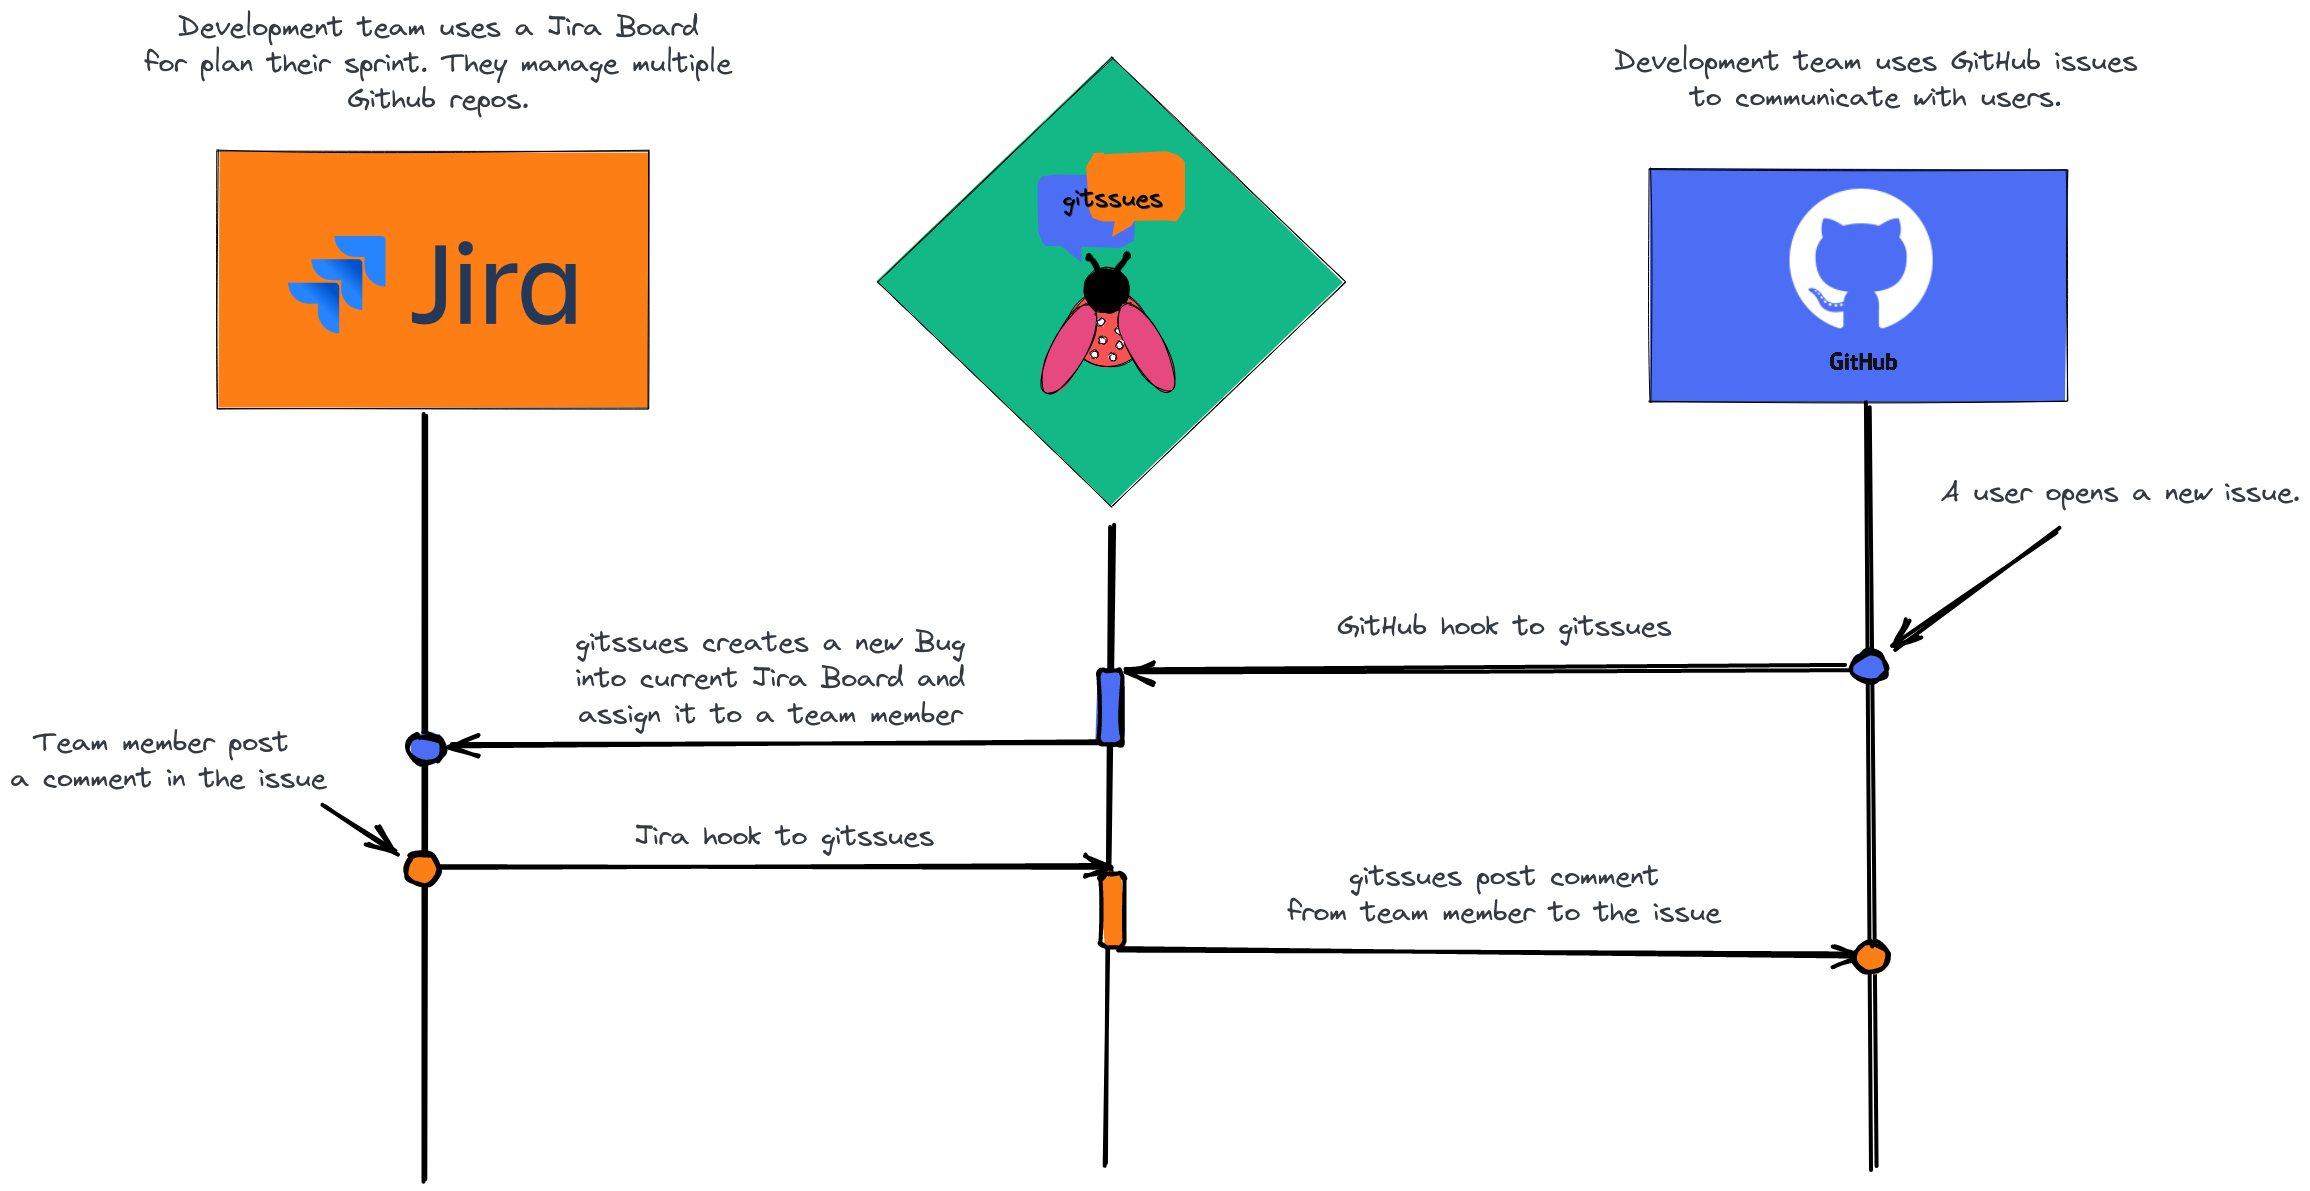 Development team uses a Jira Board
for plan their sprint. They manage multiple
Github repos.
Development team uses GitHub issues
to communicate with users.
gitssues
Jira
GitHub
A user opens a new issue.
GitHub hook to gitssues
gitssues creates a new Bug
into current Jira Board and
assign it to a team member
Team member post
a comment in the issue
Jira hook to gitssues
gitssues post comment
from team member to the issue